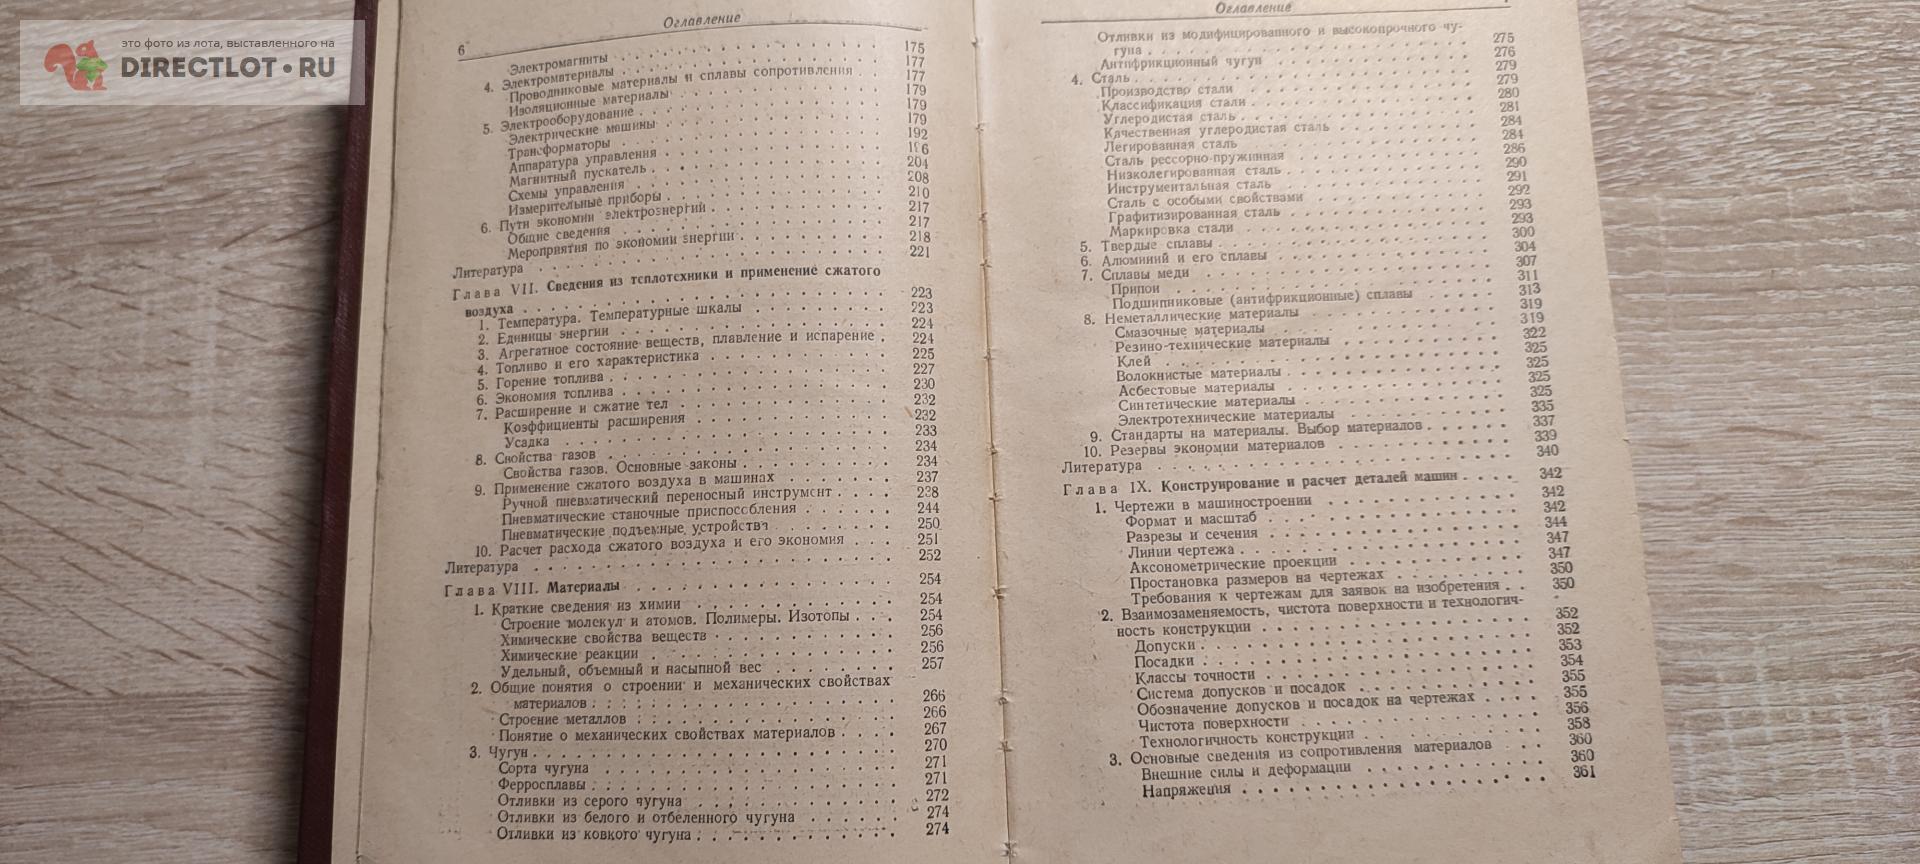 это фото из лота, выставленного на
DIRECTLOT.RU
6
Оглавление
Электромагниты 175
4. Электроматериалы 177
Проводниковые материалы и сплавы сопротивления 177
Изоляционные материалы 179
5. Электрооборудование 179
Электрические машины 179
Трансформаторы 192
Аппаратура управления
Магнитный пускатель 204
Схемы управления 208
Измерительные приборы 210
6. Пути экономии электроэнергии 217
Общие сведения 217
Мероприятия по экономии энергии 218
Литература 221
Глава VII. Сведения из теплотехники и применение сжатого
воздуха 223
1. Температура. Температурные шкалы 223
2. Единицы энергии 224
3. Агрегатное состояние веществ, плавление и испарение 224
4. Топливо и его характеристика 225
5. Горение топлива 227
6. Экономия топлива 230
7. Расширение и сжатие тел 232
Коэффициенты расширения 232
Усадка 233
8. Свойства газов 234
Свойства газов. Основные законы 234
9. Применение сжатого воздуха в машинах 237
Ручной пневматический переносный инструмент 238
Пневматические станочные приспособления 244
Пневматические подъемные устройства 250
10. Расчет расхода сжатого воздуха и его экономия 251
Литература 252
Глава VIII. Материалы 254
1. Краткие сведения из химии 254
Строение молекул и атомов. Полимеры. Изотопы 254
Химические свойства веществ 256
Химические реакции 256
Удельный, объемный и насыпной вес 257
2. Общие понятия о строении и механических свойствах
материалов 266
Строение металлов 266
Понятие о механических свойствах материалов 267
3. Чугун 270
Сорта чугуна 271
Ферросплавы 271
Отливки из серого чугуна 272
Отливки из белого и отбеленного чугуна 274
Отливки из ковкого чугуна 274
Оглавление
Отливки из модифицированного и высокопрочного чу-
гуна 275
Антифрикционный чугун 276
4. Сталь 279
Производство стали 279
Классификация стали 280
Углеродистая сталь 281
Качественная углеродистая сталь 284
Легированная сталь 284
Сталь рессорно-пружинная 286
Низколегированная сталь 290
Инструментальная сталь 291
Сталь с особыми свойствами 292
Графитизированная сталь 293
Маркировка стали 293
5. Твердые сплавы 300
6. Алюминий и его сплавы 304
7. Сплавы меди 307
Припои 311
Подшипниковые (антифрикционные) сплавы 313
8. Неметаллические материалы 319
Смазочные материалы 319
Резино-технические материалы 322
Клей 325
Волокнистые материалы 325
Асбестовые материалы 325
Синтетические материалы 325
Электротехнические материалы 335
9. Стандарты на материалы. Выбор материалов 337
10. Резервы экономии материалов 339
Литература 340
Глава IX. Конструирование и расчет деталей машин 342
1. Чертежи в машиностроении 342
Формат и масштаб 342
Разрезы и сечения 344
Линии чертежа 347
Аксонометрические проекции 347
Простановка размеров на чертежах 350
Требования к чертежам для заявок на изобретения 350
2. Взаимозаменяемость, чистота поверхности и технологич-
ность конструкции 352
Допуски 352
Посадки 353
Классы точности 354
Система допусков и посадок 355
Обозначение допусков и посадок на чертежах 355
Чистота поверхности 356
Технологичность конструкции 358
3. Основные сведения из сопротивления материалов 360
Внешние силы и деформации 360
Напряжения 361